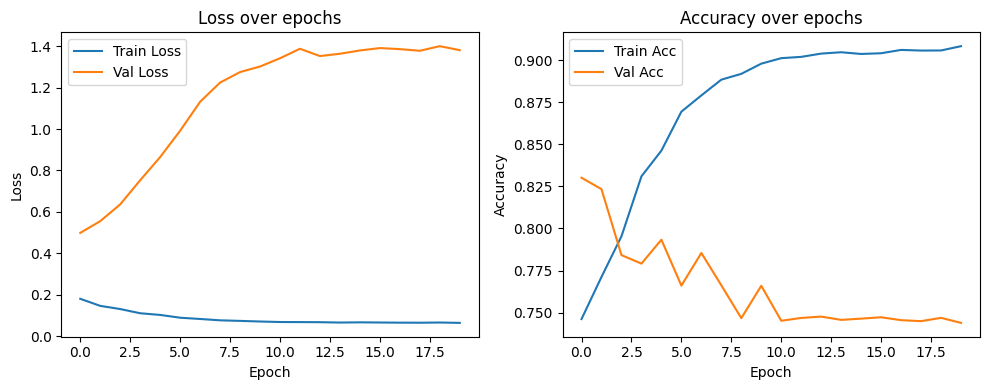 Loss over epochs
Train Loss
Val Loss
Loss
1.4
1.2
1.0
0.8
0.6
0.4
0.2
0.0
0.0 2.5 5.0 7.5 10.0 12.5 15.0 17.5
Epoch
Accuracy over epochs
Train Acc
Val Acc
Accuracy
0.900
0.875
0.850
0.825
0.800
0.775
0.750
0.0 2.5 5.0 7.5 10.0 12.5 15.0 17.5
Epoch